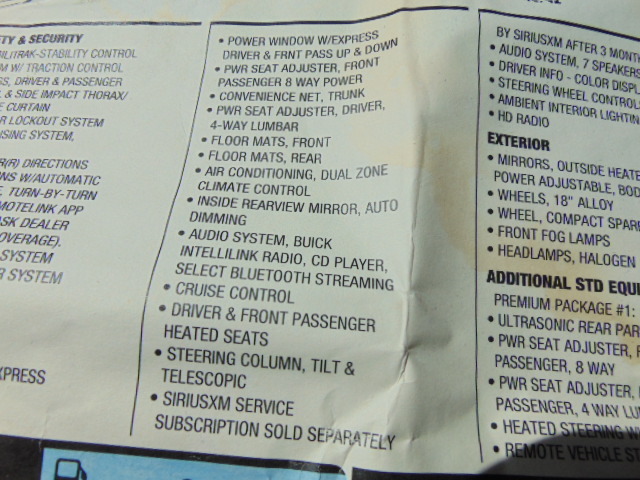 TY & SECURITY
BILITRAK-STABILITY CONTROL
M W/ TRACTION CONTROL
GS, DRIVER & PASSENGER
L & SIDE IMPACT THORAX/
E CURTAIN
R LOCKOUT SYSTEM
ISING SYSTEM,
R(R) DIRECTIONS
NS W/AUTOMATIC
E, TURN-BY-TURN
MOTELINK APP
ASK DEALER
OVERAGE).
SYSTEM
R SYSTEM
XPRESS
• POWER WINDOW W/EXPRESS
DRIVER & FRNT PASS UP & DOWN
• PWR SEAT ADJUSTER, FRONT
PASSENGER 8 WAY POWER
• CONVENIENCE NET, TRUNK
• PWR SEAT ADJUSTER, DRIVER,
4-WAY LUMBAR
• FLOOR MATS, FRONT
• FLOOR MATS, REAR
• AIR CONDITIONING, DUAL ZONE
CLIMATE CONTROL
• INSIDE REARVIEW MIRROR, AUTO
DIMMING
• AUDIO SYSTEM, BUICK
INTELLILINK RADIO, CD PLAYER,
SELECT BLUETOOTH STREAMING
• CRUISE CONTROL
• DRIVER & FRONT PASSENGER
HEATED SEATS
• STEERING COLUMN, TILT &
TELESCOPIC
• SIRIUSXM SERVICE
SUBSCRIPTION SOLD SEPARATELY
BY SIRIUSXM AFTER 3 MONTH
• AUDIO SYSTEM, 7 SPEAKER
• DRIVER INFO - COLOR DISPL
• STEERING WHEEL CONTROL
• AMBIENT INTERIOR LIGHTIN
• HD RADIO
EXTERIOR
• MIRRORS, OUTSIDE HEATE
POWER ADJUSTABLE, BOD
• WHEELS, 18" ALLOY
• WHEEL, COMPACT SPARE
• FRONT FOG LAMPS
• HEADLAMPS, HALOGEN
ADDITIONAL STD EQUI
PREMIUM PACKAGE #1:
• ULTRASONIC REAR PAR
• PWR SEAT ADJUSTER, F
PASSENGER, 8 WAY
• PWR SEAT ADJUSTER,
PASSENGER, 4 WAY LU
• HEATED STEERING W
• REMOTE VEHICLE ST